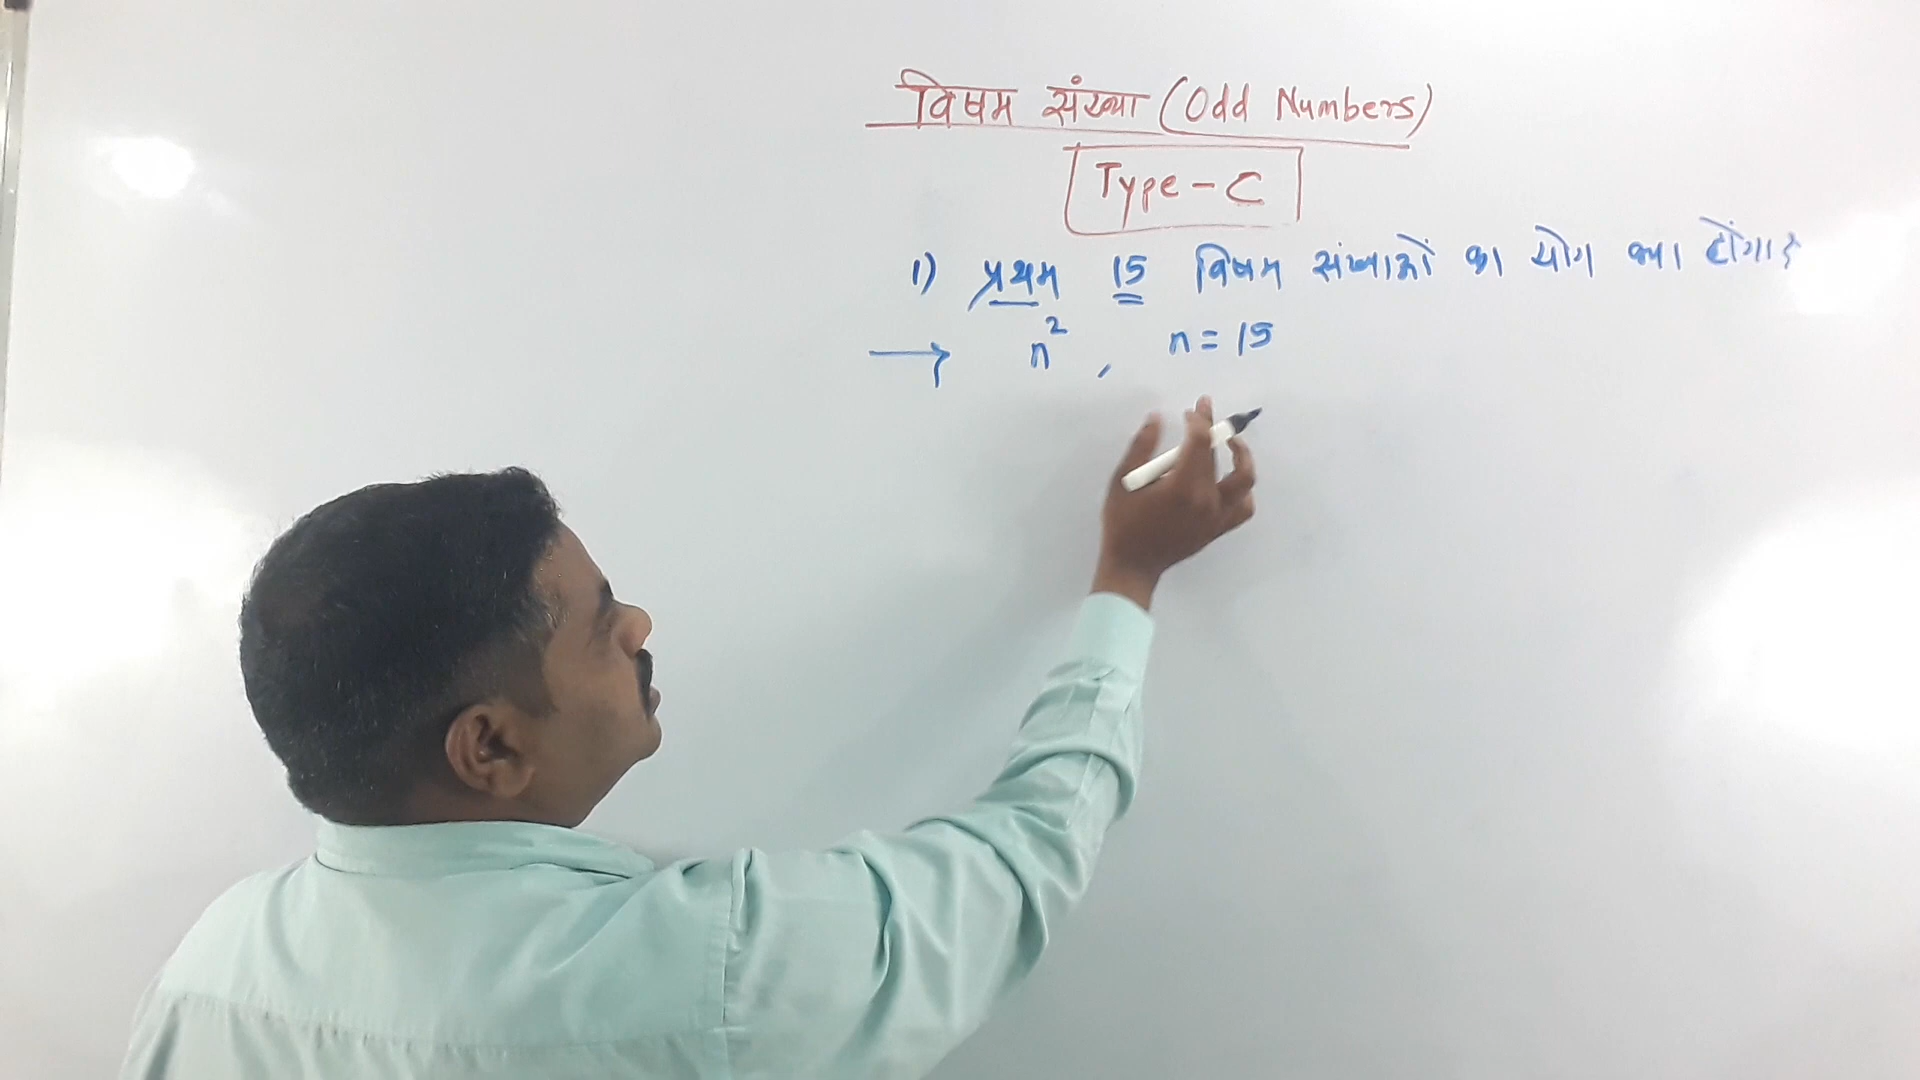 विषम संख्या (Odd Numbers)
Type - C
1) प्रथम 15 विषम संख्याओं का योग क्या होगा?
→ n², n = 15